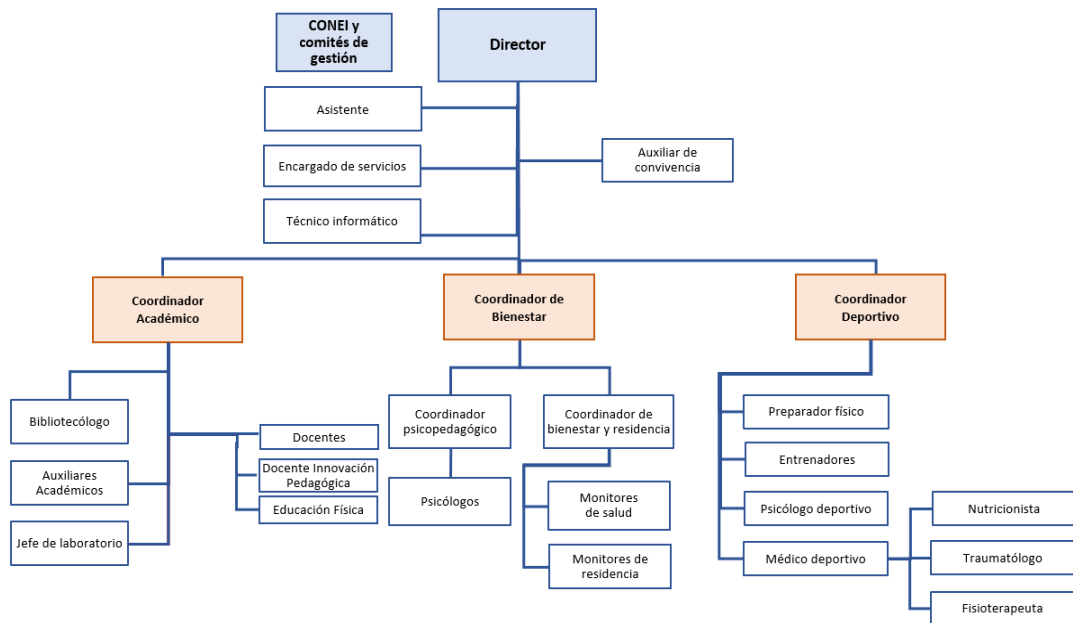 CONEI y
comités de
gestión
Director
Asistente
Encargado de servicios
Auxiliar de
convivencia
Técnico informático
Coordinador
Académico
Coordinador de
Bienestar
Coordinador
Deportivo
Bibliotecólogo
Auxiliares
Académicos
Jefe de laboratorio
Docentes
Docente Innovación
Pedagógica
Educación Física
Coordinador
psicopedagógico
Psicólogos
Coordinador de
bienestar y residencia
Monitores
de salud
Monitores de
residencia
Preparador físico
Entrenadores
Psicólogo deportivo
Médico deportivo
Nutricionista
Traumatólogo
Fisioterapeuta